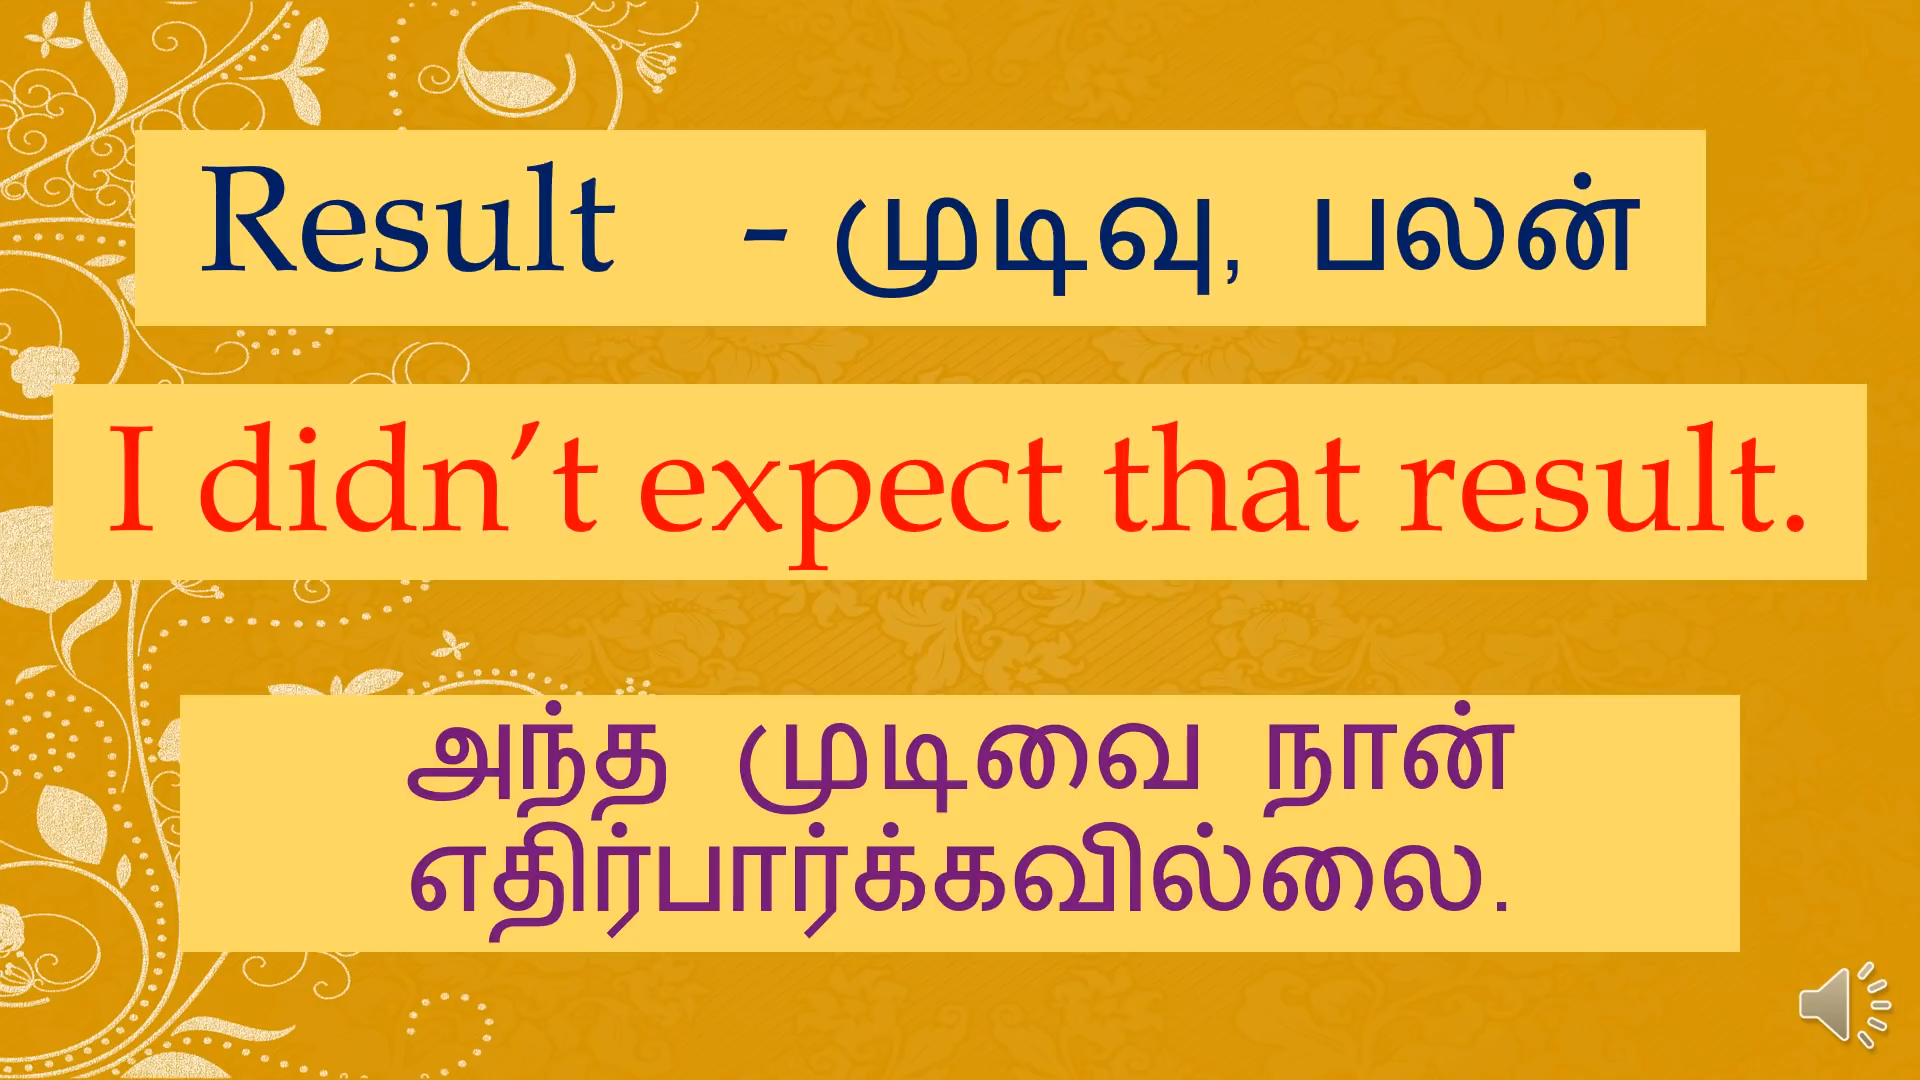 Result - முடிவு, பலன்
I didn’t expect that result.
அந்த முடிவை நான்
எதிர்பார்க்கவில்லை.